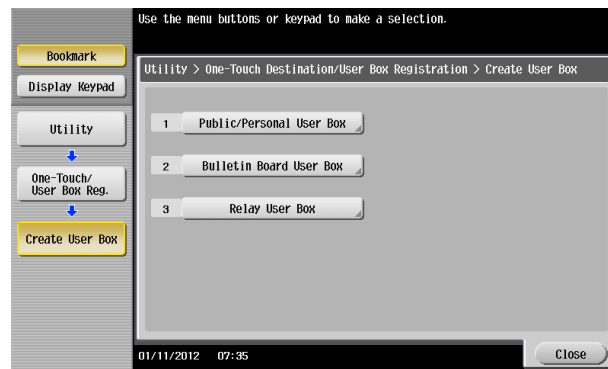 Use the menu buttons or keypad to make a selection.
Bookmark
Display Keypad
Utility
One-Touch/
User Box Reg.
Create User Box
Utility > One-Touch Destination/User Box Registration > Create User Box
1 Public/Personal User Box
2 Bulletin Board User Box
3 Relay User Box
01/11/2012 07:35
Close